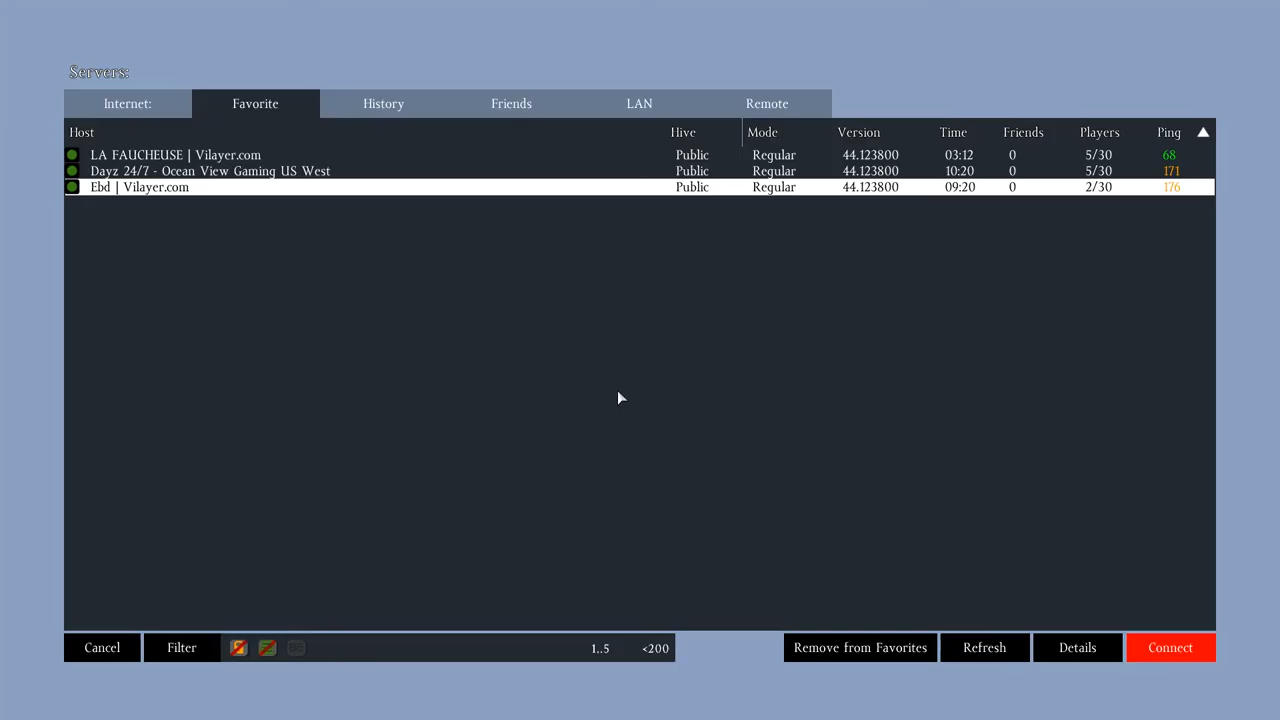 Servers:
Internet: Favorite History Friends LAN Remote
Host Hive Mode Version Time Friends Players Ping
LA FAUCHEUSE | Vilayer.com Public Regular 44.123800 03:12 0 5/30 68
Dayz 24/7 - Ocean View Gaming US West Public Regular 44.123800 10:20 0 5/30 171
Ebd | Vilayer.com Public Regular 44.123800 09:20 0 2/30 176
Cancel Filter 1..5 <200 Remove from Favorites Refresh Details Connect